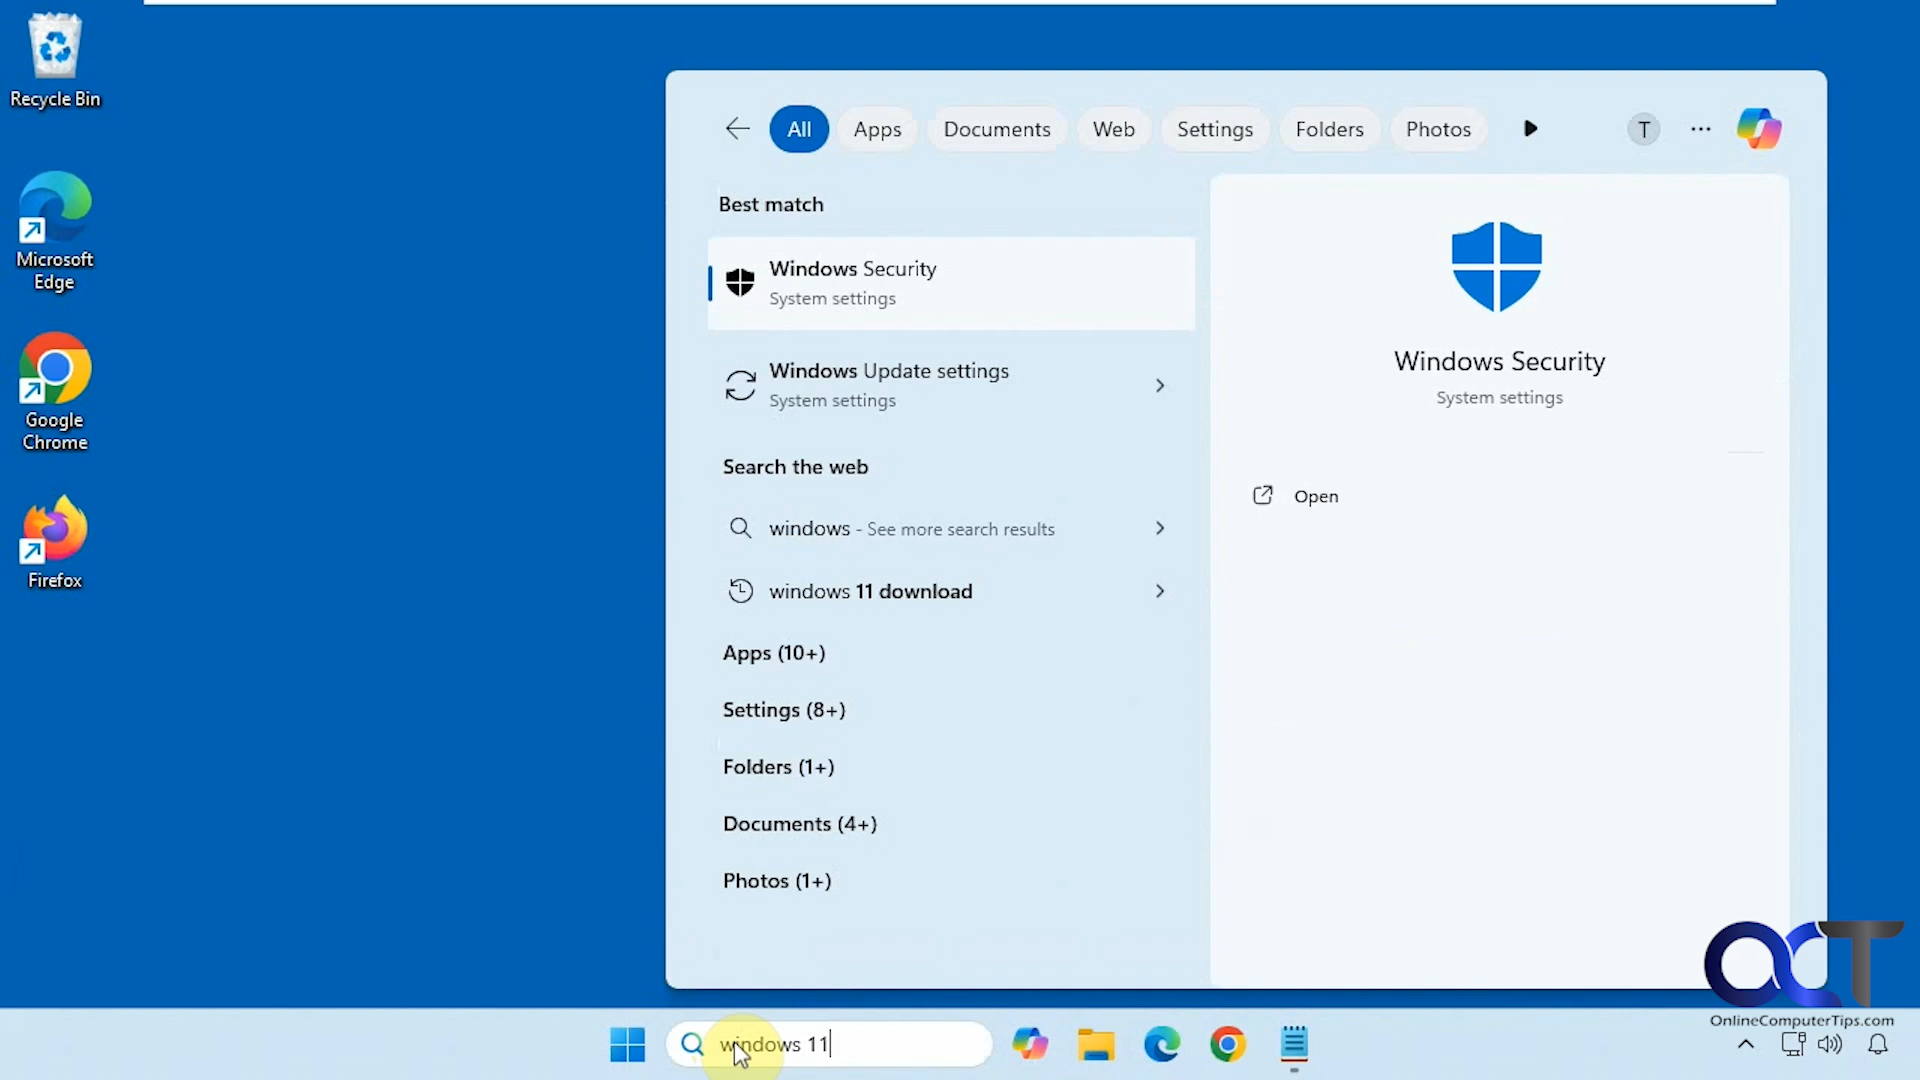 Recycle Bin
Microsoft
Edge
Google
Chrome
Firefox
All
Apps
Documents
Web
Settings
Folders
Photos
T
Best match
Windows Security
System settings
Windows Update settings
System settings
Search the web
windows - See more search results
windows 11 download
Apps (10+)
Settings (8+)
Folders (1+)
Documents (4+)
Photos (1+)
Windows Security
System settings
Open
OCT
OnlineComputerTips.com
windows 11